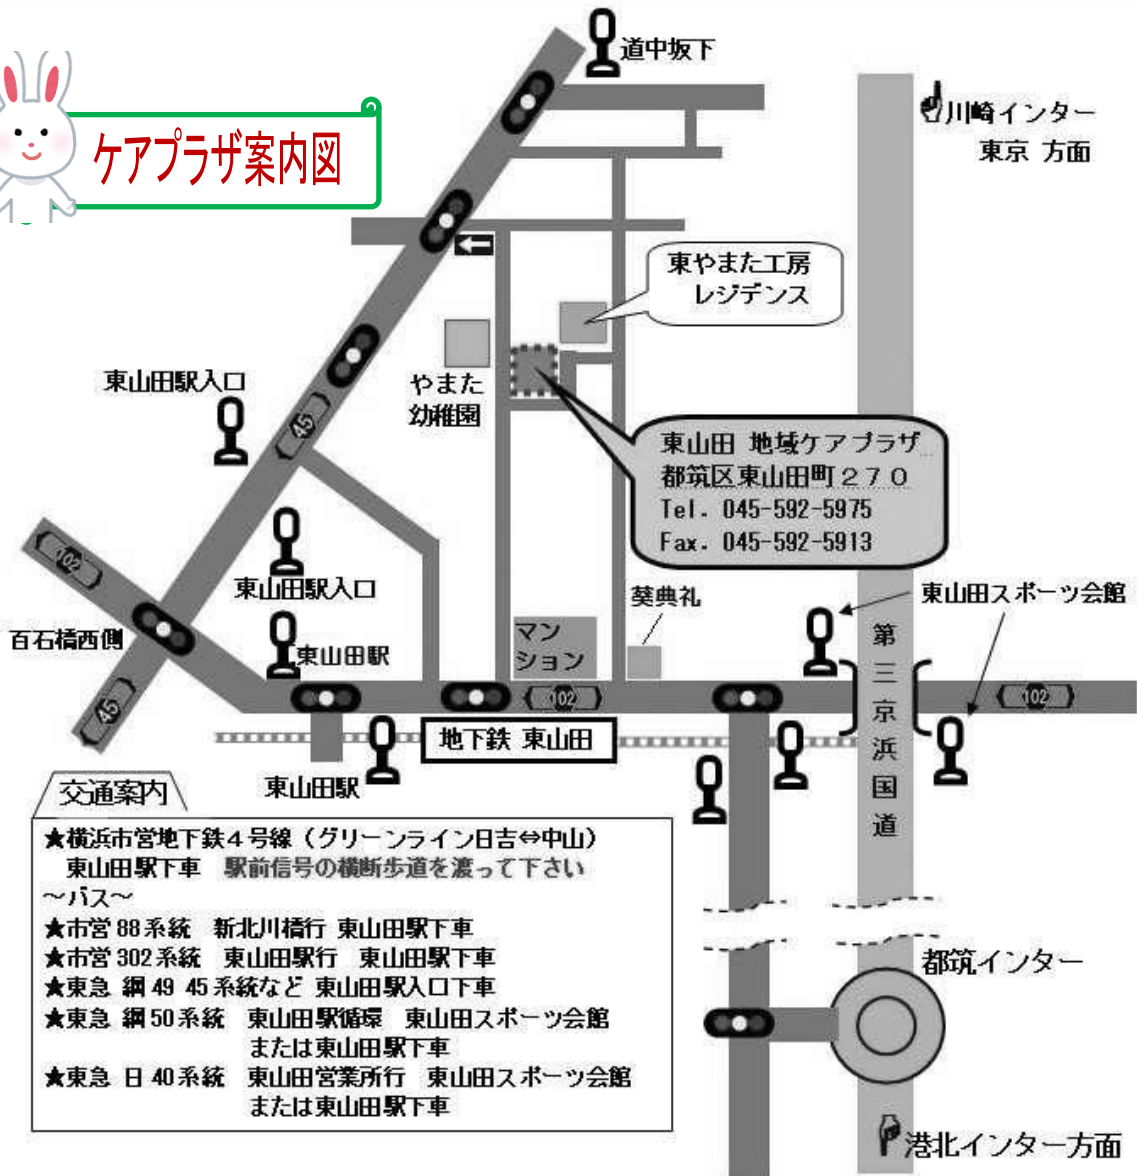 道中坂下
ケアプラザ案内図
川崎インター
東京 方面
東やまた工房
レジデンス
東山田駅入口
やまた
幼稚園
45
東山田 地域ケアプラザ
都筑区東山田町270
Tel. 045-592-5975
Fax. 045-592-5913
102
東山田駅入口
葵典礼
東山田スポーツ会館
百石橋西側
東山田駅
マン
ション
第三京浜国道
45
102
102
地下鉄 東山田
東山田駅
交通案内
★横浜市営地下鉄4号線(グリーンライン日吉⇔中山)
東山田駅下車 駅前信号の横断歩道を渡って下さい
~バス~
★市営88系統 新北川橋行 東山田駅下車
★市営302系統 東山田駅行 東山田駅下車
★東急 綱49 45系統など 東山田駅入口下車
★東急 綱50系統 東山田駅循環 東山田スポーツ会館
または東山田駅下車
★東急 日40系統 東山田営業所行 東山田スポーツ会館
または東山田駅下車
都筑インター
港北インター方面